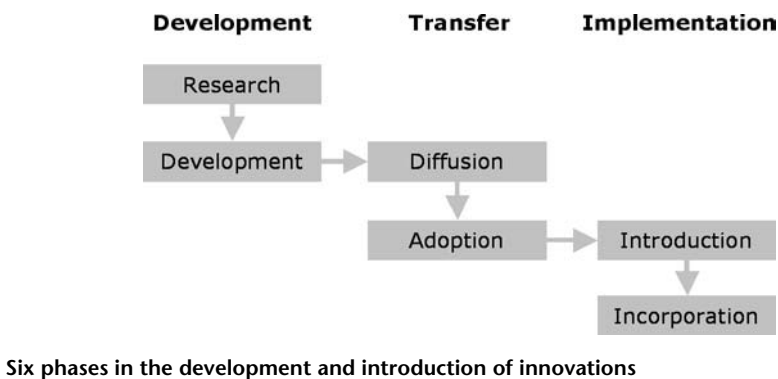 Development Transfer Implementation
Research
Development Diffusion
Adoption Introduction
Incorporation
Six phases in the development and introduction of innovations